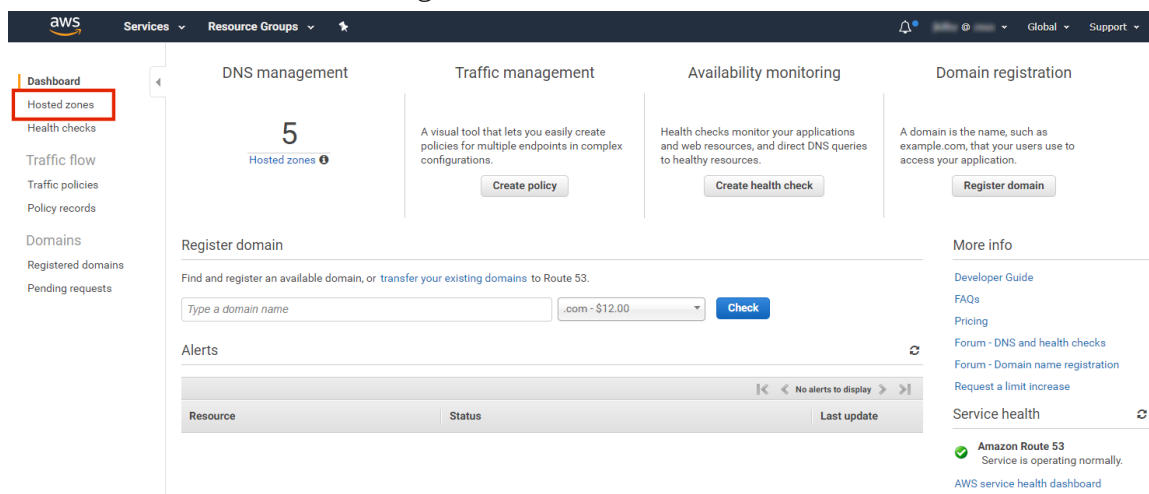 aws Services Resource Groups @ Global Support
Dashboard
Hosted zones
Health checks
Traffic flow
Traffic policies
Policy records
Domains
Registered domains
Pending requests
DNS management
5
Hosted zones
Traffic management
A visual tool that lets you easily create
policies for multiple endpoints in complex
configurations.
Create policy
Availability monitoring
Health checks monitor your applications
and web resources, and direct DNS queries
to healthy resources.
Create health check
Domain registration
A domain is the name, such as
example.com, that your users use to
access your application.
Register domain
Register domain
Find and register an available domain, or transfer your existing domains to Route 53.
Type a domain name .com - $12.00 Check
Alerts
No alerts to display
Resource Status Last update
More info
Developer Guide
FAQs
Pricing
Forum - DNS and health checks
Forum - Domain name registration
Request a limit increase
Service health
Amazon Route 53
Service is operating normally.
AWS service health dashboard